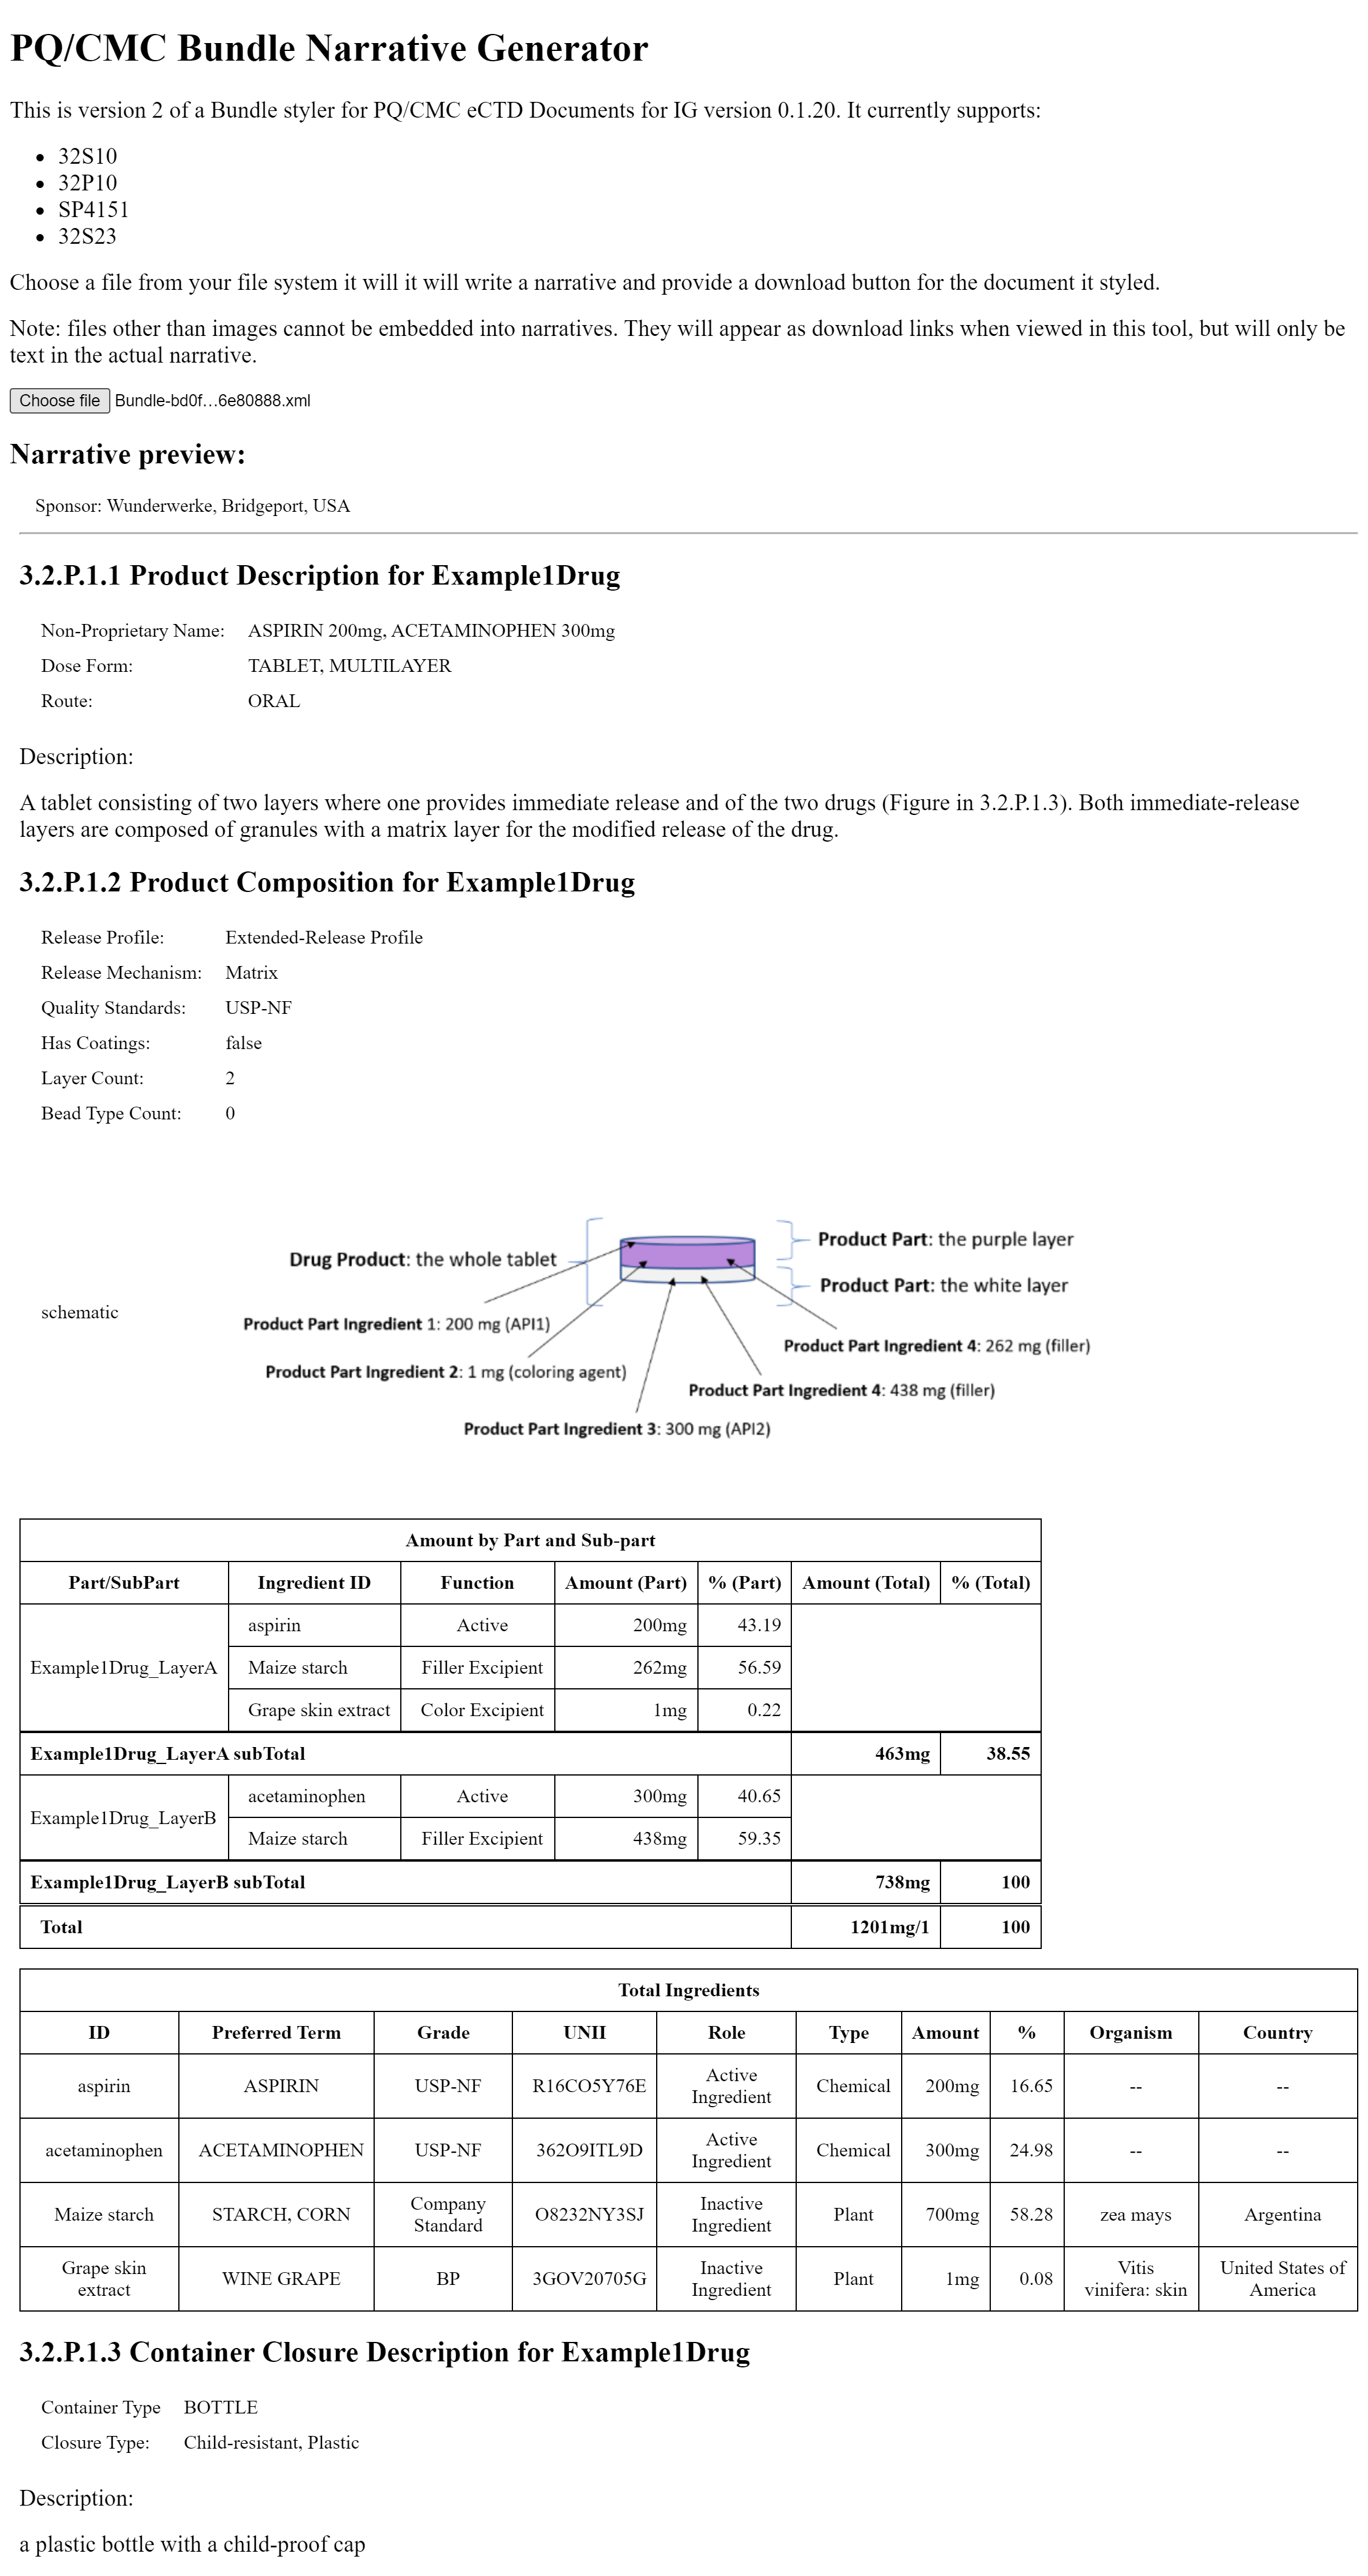 PQ/CMC Bundle Narrative Generator
This is version 2 of a Bundle styler for PQ/CMC eCTD Documents for IG version 0.1.20. It currently supports:
• 32S10
• 32P10
• SP4151
• 32S23
Choose a file from your file system it will it will write a narrative and provide a download button for the document it styled.
Note: files other than images cannot be embedded into narratives. They will appear as download links when viewed in this tool, but will only be
text in the actual narrative.
Choose file Bundle-bd0f...6e80888.xml
Narrative preview:
Sponsor: Wunderwerke, Bridgeport, USA
3.2.P.1.1 Product Description for Example1Drug
Non-Proprietary Name: ASPIRIN 200mg, ACETAMINOPHEN 300mg
Dose Form: TABLET, MULTILAYER
Route: ORAL
Description:
A tablet consisting of two layers where one provides immediate release and of the two drugs (Figure in 3.2.P.1.3). Both immediate-release
layers are composed of granules with a matrix layer for the modified release of the drug.
3.2.P.1.2 Product Composition for Example1Drug
Release Profile: Extended-Release Profile
Release Mechanism: Matrix
Quality Standards: USP-NF
Has Coatings: false
Layer Count: 2
Bead Type Count: 0
schematic
Drug Product: the whole tablet
Product Part: the purple layer
Product Part: the white layer
Product Part Ingredient 1: 200 mg (API1)
Product Part Ingredient 4: 262 mg (filler)
Product Part Ingredient 2: 1 mg (coloring agent)
Product Part Ingredient 4: 438 mg (filler)
Product Part Ingredient 3: 300 mg (API2)
Amount by Part and Sub-part
Part/SubPart Ingredient ID Function Amount (Part) % (Part) Amount (Total) % (Total)
Example1Drug_LayerA
aspirin Active 200mg 43.19
Maize starch Filler Excipient 262mg 56.59
Grape skin extract Color Excipient 1mg 0.22
Example1Drug_LayerA subTotal 463mg 38.55
Example1Drug_LayerB
acetaminophen Active 300mg 40.65
Maize starch Filler Excipient 438mg 59.35
Example1Drug_LayerB subTotal 738mg 100
Total 1201mg/1 100
Total Ingredients
ID Preferred Term Grade UNII Role Type Amount % Organism Country
aspirin ASPIRIN USP-NF R16CO5Y76E Active Ingredient Chemical 200mg 16.65 -- --
acetaminophen ACETAMINOPHEN USP-NF 362O9ITL9D Active Ingredient Chemical 300mg 24.98 -- --
Maize starch STARCH, CORN Company Standard O8232NY3SJ Inactive Ingredient Plant 700mg 58.28 zea mays Argentina
Grape skin extract WINE GRAPE BP 3GOV20705G Inactive Ingredient Plant 1mg 0.08 Vitis vinifera: skin United States of America
3.2.P.1.3 Container Closure Description for Example1Drug
Container Type BOTTLE
Closure Type: Child-resistant, Plastic
Description:
a plastic bottle with a child-proof cap